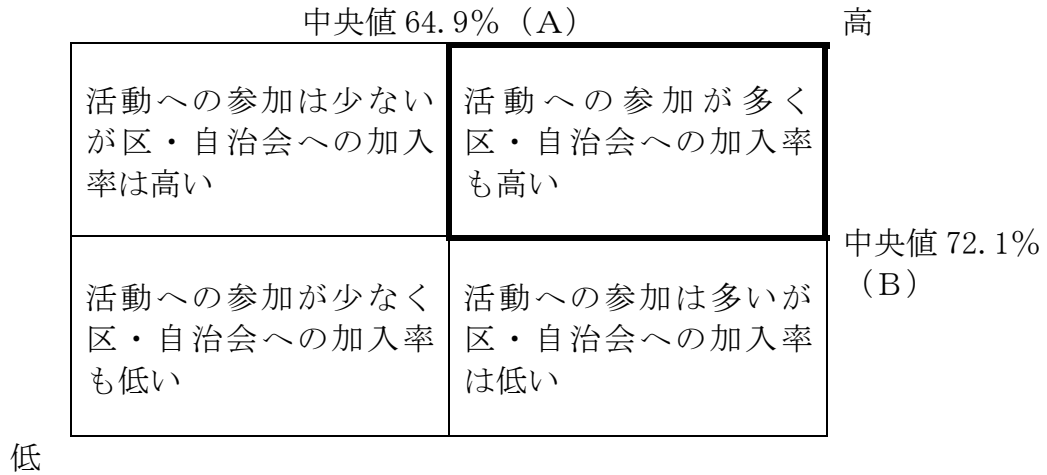 中央値 64.9%(A)
高
活動への参加は少ない
が区・自治会への加入
率は高い
活動への参加が多く
区・自治会への加入率
も高い
中央値 72.1%
(B)
活動への参加が少なく
区・自治会への加入率
も低い
活動への参加は多いが
区・自治会への加入率
は低い
低